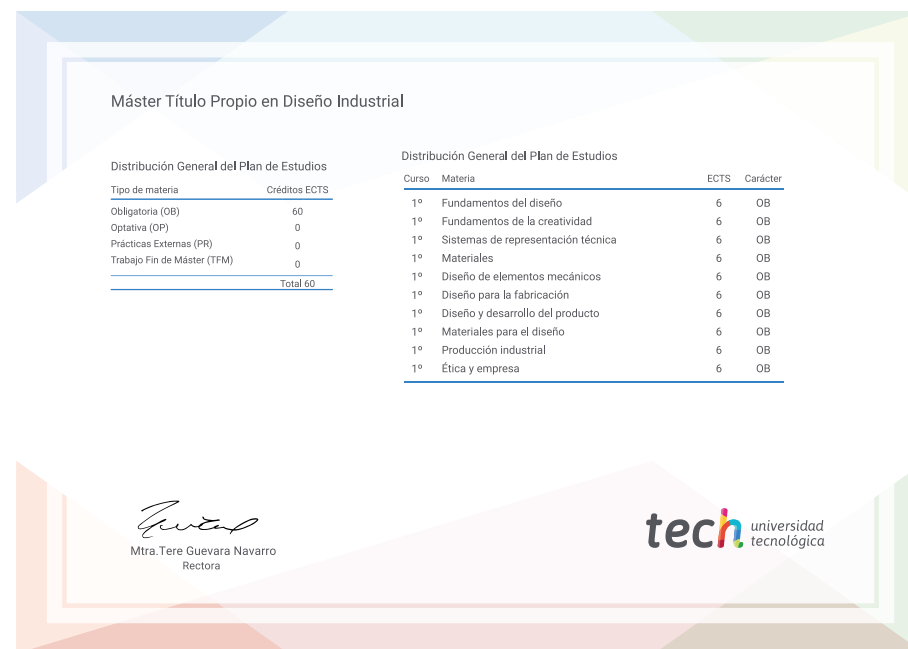 Máster Título Propio en Diseño Industrial
Distribución General del Plan de Estudios
Tipo de materia Créditos ECTS
Obligatoria (OB) 60
Optativa (OP) 0
Prácticas Externas (PR) 0
Trabajo Fin de Máster (TFM) 0
Total 60
Distribución General del Plan de Estudios
Curso Materia ECTS Carácter
1º Fundamentos del diseño 6 OB
1º Fundamentos de la creatividad 6 OB
1º Sistemas de representación técnica 6 OB
1º Materiales 6 OB
1º Diseño de elementos mecánicos 6 OB
1º Diseño para la fabricación 6 OB
1º Diseño y desarrollo del producto 6 OB
1º Materiales para el diseño 6 OB
1º Producción industrial 6 OB
1º Ética y empresa 6 OB
Mtra.Tere Guevara Navarro
Rectora
tech universidad
tecnológica